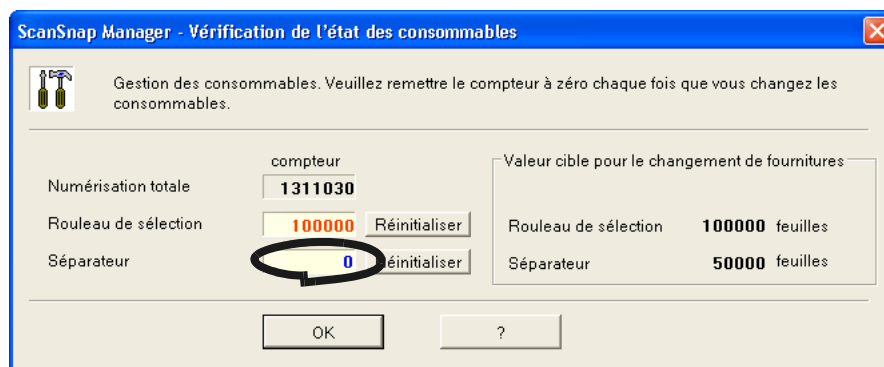 ScanSnap Manager - Vérification de l'état des consommables
Gestion des consommables. Veuillez remettre le compteur à zéro chaque fois que vous changez les
consommables.
compteur
Valeur cible pour le changement de fournitures
Numérisation totale 1311030
Rouleau de sélection 100000 Réinitialiser
Rouleau de sélection 100000 feuilles
Séparateur 0 Réinitialiser
Séparateur 50000 feuilles
OK ?